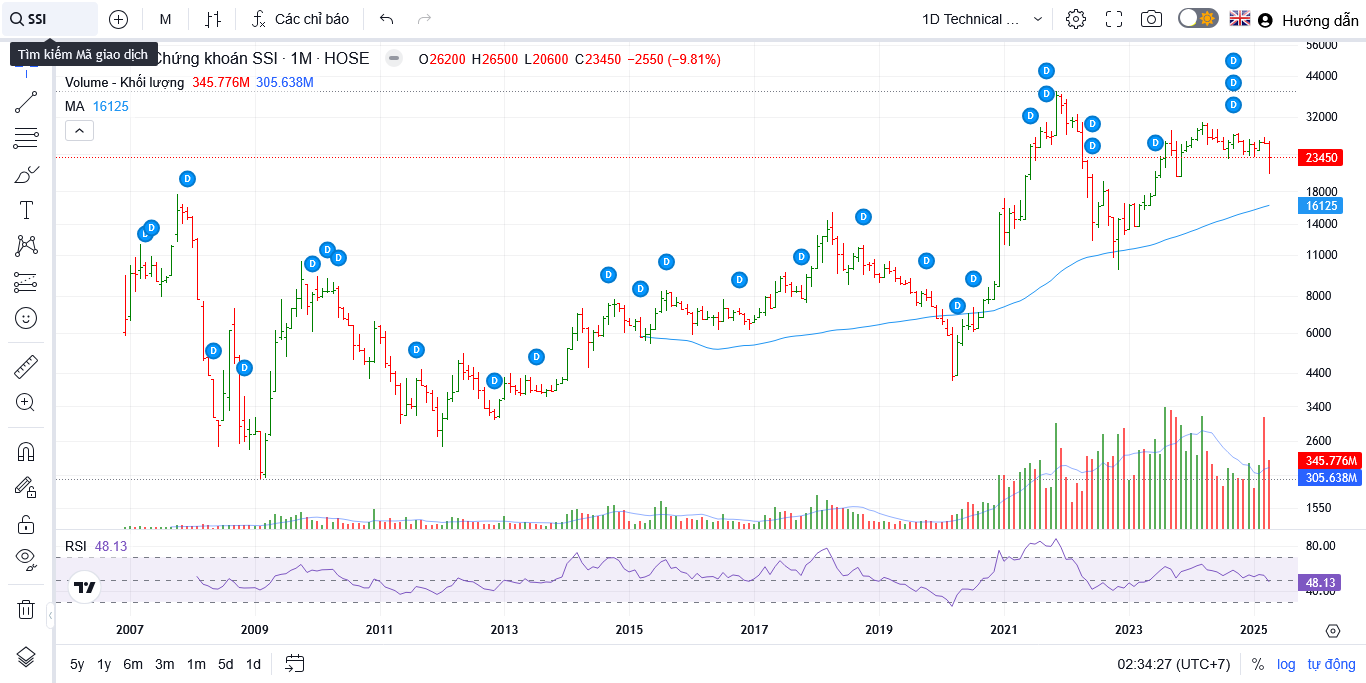 SSI
M
Các chỉ báo
1D Technical ...
Hướng dẫn
Tìm kiếm Mã giao dịch
Chứng khoán SSI · 1M · HOSE
O26200 H26500 L20600 C23450 −2550 (−9.81%)
Volume - Khối lượng 345.776M 305.638M
MA 16125
56000
44000
32000
23450
18000
16125
14000
11000
8000
6000
4400
3400
2600
345.776M
305.638M
1550
D D D D D D D D D D D D D D D D D D D D D D D D D D D D D
RSI 48.13
80.00
48.13
40.00
2007 2009 2011 2013 2015 2017 2019 2021 2023 2025
5y 1y 6m 3m 1m 5d 1d
02:34:27 (UTC+7) % log tự động